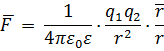 F̅ = 1/(4πε₀ε) · q₁q₂/r² · r̅/r